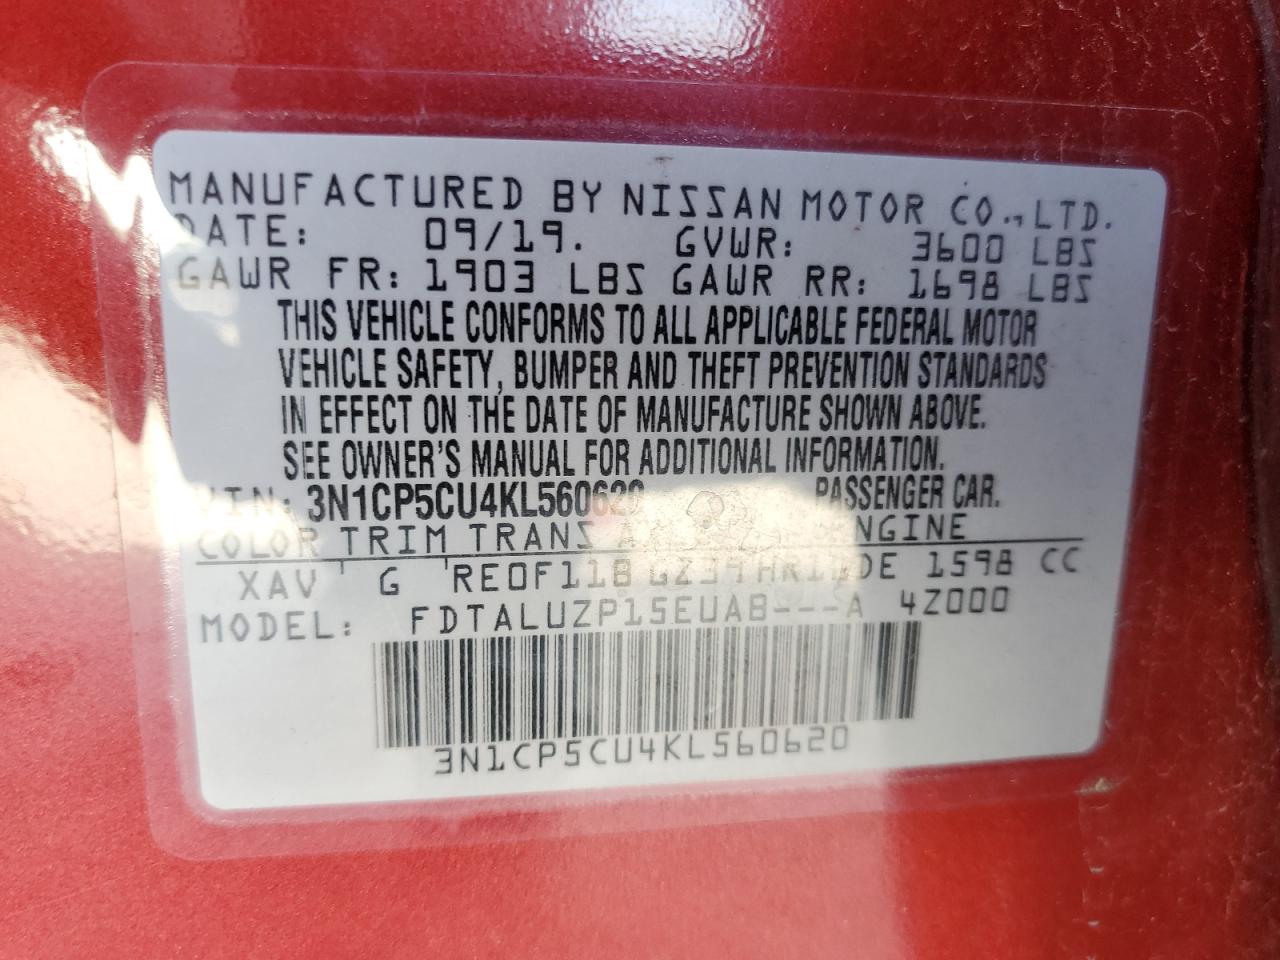 MANUFACTURED BY NISSAN MOTOR CO., LTD.
DATE: 09/19. GVWR: 3600 LBS
GAWR FR: 1903 LBS GAWR RR: 1698 LBS
THIS VEHICLE CONFORMS TO ALL APPLICABLE FEDERAL MOTOR
VEHICLE SAFETY, BUMPER AND THEFT PREVENTION STANDARDS
IN EFFECT ON THE DATE OF MANUFACTURE SHOWN ABOVE.
SEE OWNER'S MANUAL FOR ADDITIONAL INFORMATION.
VIN: 3N1CP5CU4KL560620 PASSENGER CAR.
COLOR TRIM TRANS ENGINE
XAV G RE0F11B HR16DE 1598 CC
MODEL: FDTALUZP15EUAB---A 4Z000
3N1CP5CU4KL560620